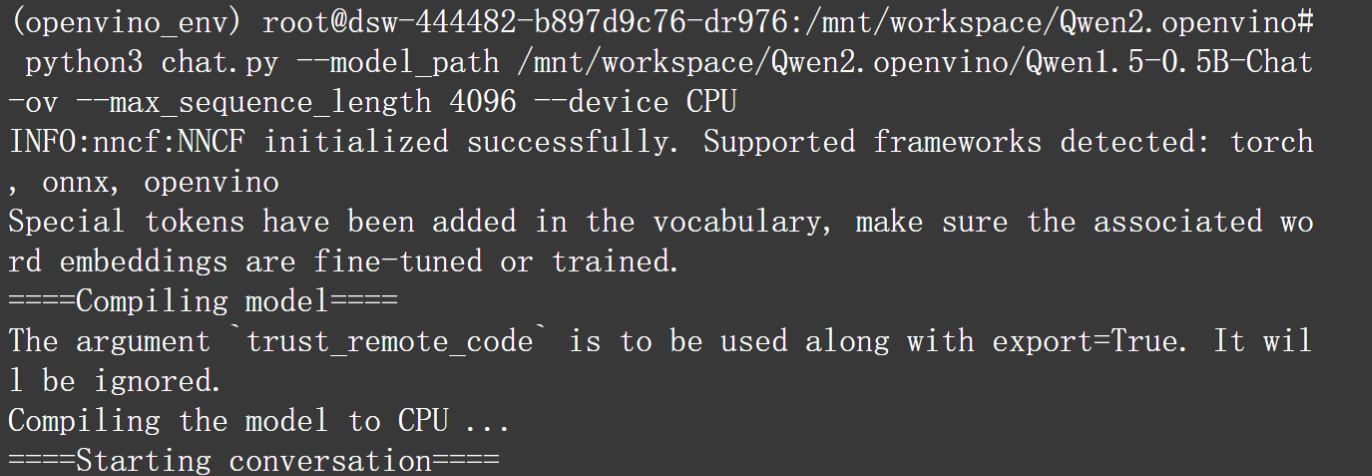 (openvino_env) root@dsw-444482-b897d9c76-dr976:/mnt/workspace/Qwen2.openvino#
python3 chat.py --model_path /mnt/workspace/Qwen2.openvino/Qwen1.5-0.5B-Chat
-ov --max_sequence_length 4096 --device CPU
INFO:nncf:NNCF initialized successfully. Supported frameworks detected: torch
, onnx, openvino
Special tokens have been added in the vocabulary, make sure the associated wo
rd embeddings are fine-tuned or trained.
====Compiling model====
The argument `trust_remote_code` is to be used along with export=True. It wil
l be ignored.
Compiling the model to CPU ...
====Starting conversation====